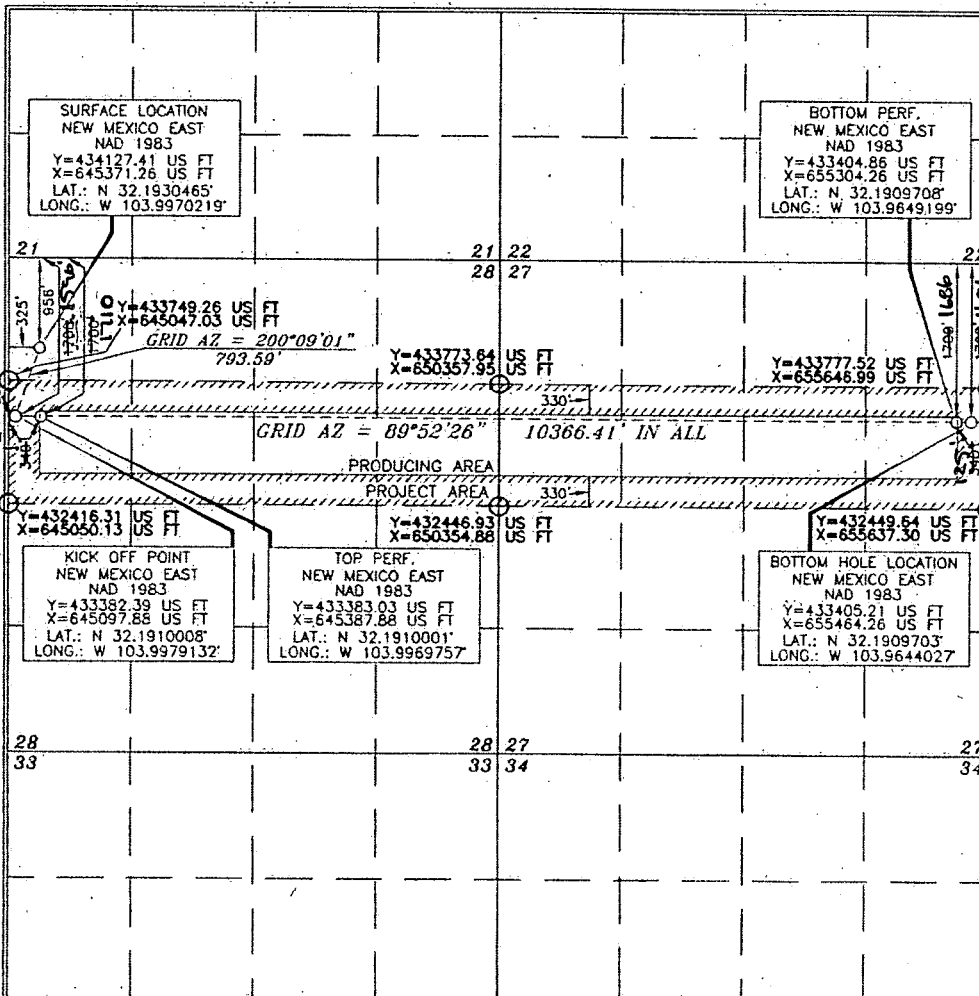 SURFACE LOCATION
NEW MEXICO EAST
NAD 1983
Y=434127.41 US FT
X=645371.26 US FT
LAT.: N 32.1930465°
LONG.: W 103.9970219°
BOTTOM PERF.
NEW MEXICO EAST
NAD 1983
Y=433404.86 US FT
X=655304.26 US FT
LAT.: N 32.1909708°
LONG.: W 103.9649199°
21
21 22
28 27
22
325'
956'
1700'
1700'
1710
Y=433749.26 US FT
X=645047.03 US FT
GRID AZ = 200°09'01"
793.59'
Y=433773.64 US FT
X=650357.95 US FT
Y=433777.52 US FT
X=655646.99 US FT
1700' 1686
330'
GRID AZ = 89°52'26" 10366.41' IN ALL
340'
PRODUCING AREA
PROJECT AREA
330'
Y=432416.31 US FT
X=645050.13 US FT
Y=432446.93 US FT
X=650354.88 US FT
Y=432449.64 US FT
X=655637.30 US FT
KICK OFF POINT
NEW MEXICO EAST
NAD 1983
Y=433382.39 US FT
X=645097.88 US FT
LAT.: N 32.1910008°
LONG.: W 103.9979132°
TOP PERF.
NEW MEXICO EAST
NAD 1983
Y=433383.03 US FT
X=645387.88 US FT
LAT.: N 32.1910001°
LONG.: W 103.9969757°
BOTTOM HOLE LOCATION
NEW MEXICO EAST
NAD 1983
Y=433405.21 US FT
X=655464.26 US FT
LAT.: N 32.1909703°
LONG.: W 103.9644027°
28
33
28 27
33 34
27
34